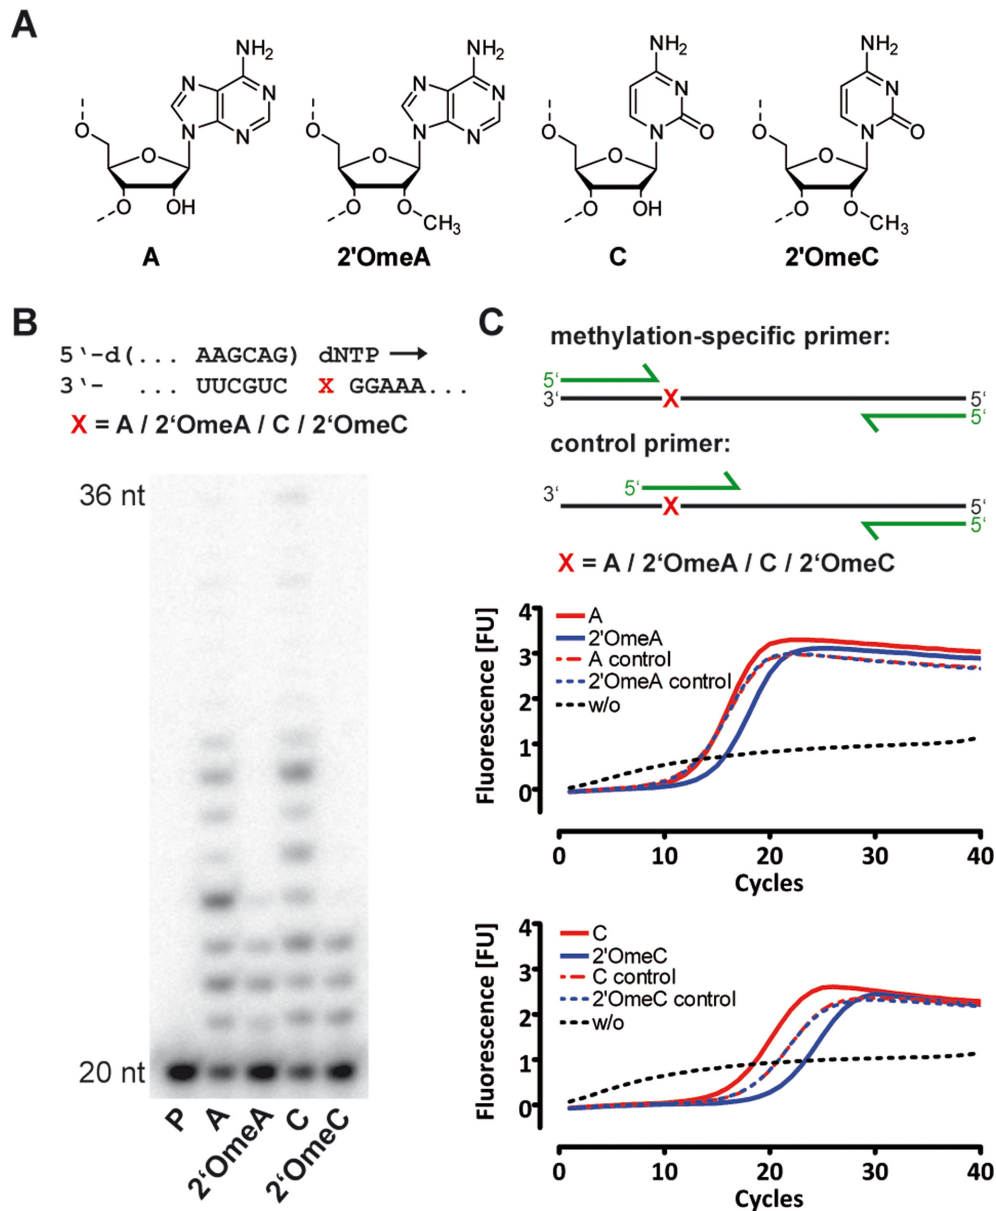 A
NH₂
N
N
N
N
O
O
O
OH
A
NH₂
N
N
N
N
O
O
O
O
CH₃
2'OmeA
NH₂
N
N
O
O
O
O
OH
C
NH₂
N
N
O
O
O
O
O
CH₃
2'OmeC
B
5‘-d(... AAGCAG) dNTP →
3‘- ... UUCGUC X GGAAA...
X = A / 2‘OmeA / C / 2‘OmeC
36 nt
20 nt
P
A
2‘OmeA
C
2‘OmeC
C
methylation-specific primer:
5‘
3‘ X 5‘
5‘
control primer:
5‘
3‘ X 5‘
5‘
X = A / 2‘OmeA / C / 2‘OmeC
Fluorescence [FU]
4
3
2
1
0
A
2'OmeA
A control
2'OmeA control
w/o
0 10 20 30 40
Cycles
Fluorescence [FU]
4
3
2
1
0
C
2'OmeC
C control
2'OmeC control
w/o
0 10 20 30 40
Cycles